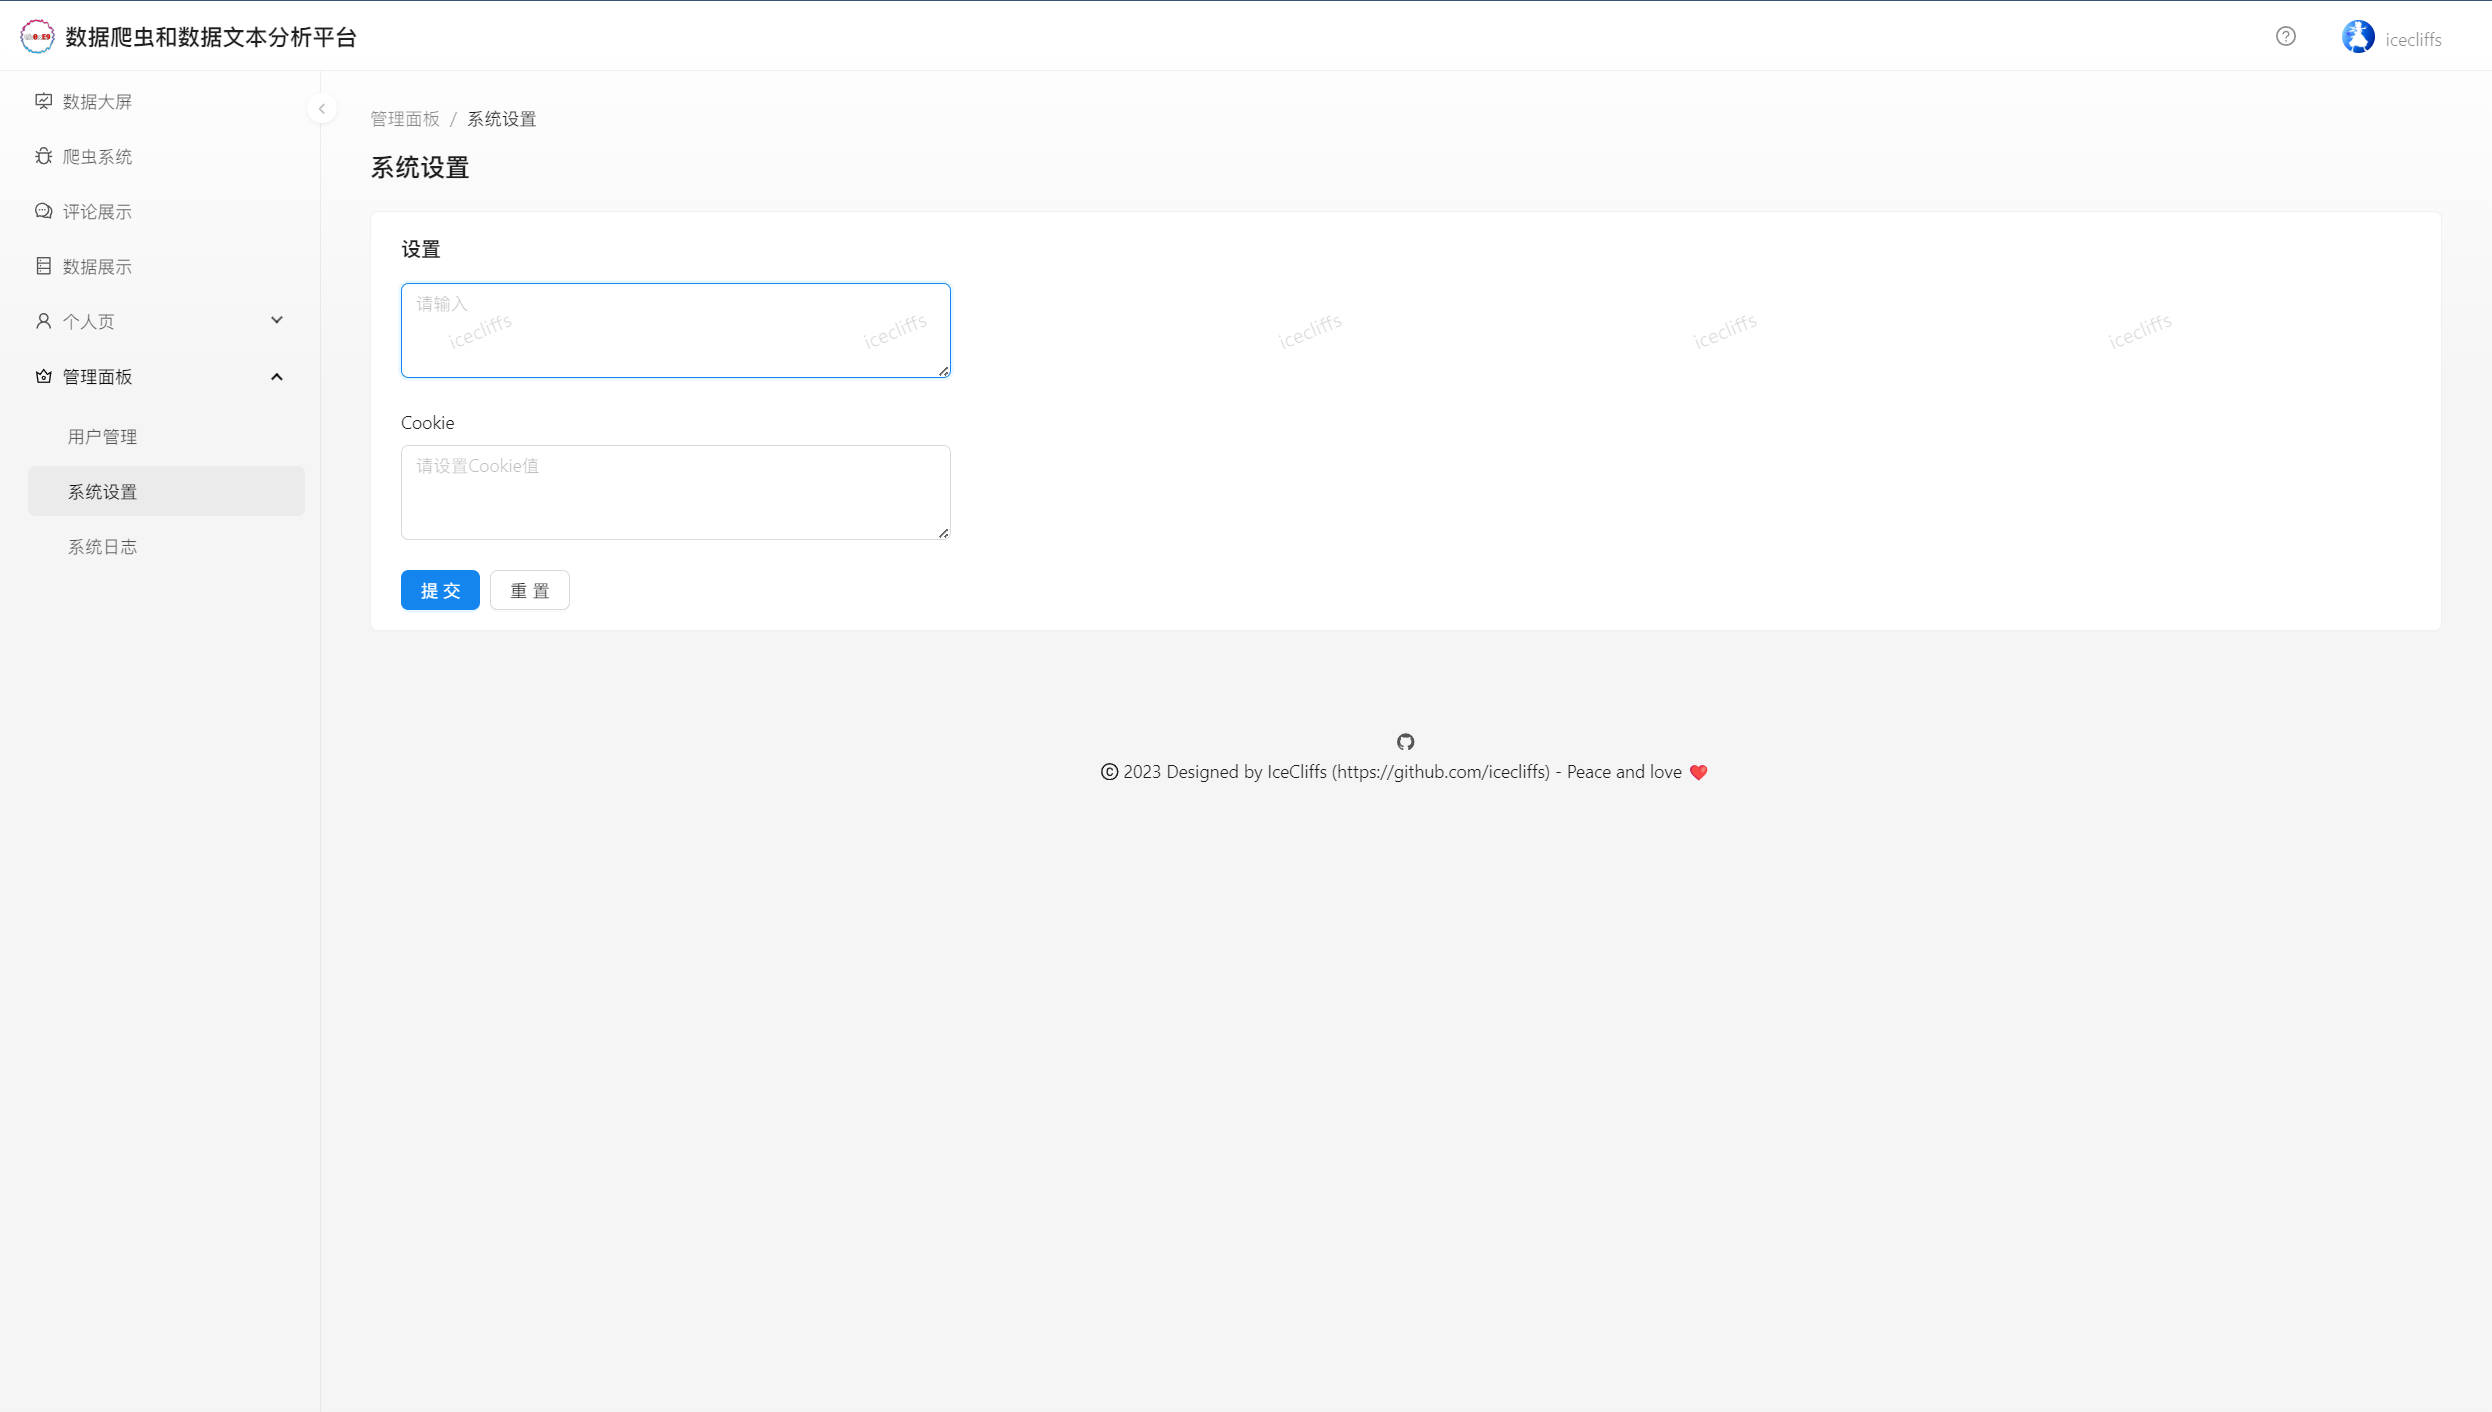 数据爬虫和数据文本分析平台
icecliffs
数据大屏
爬虫系统
评论展示
数据展示
个人页
管理面板
用户管理
系统设置
系统日志
管理面板 / 系统设置
系统设置
设置
请输入
icecliffs icecliffs icecliffs icecliffs icecliffs
Cookie
请设置Cookie值
提 交 重 置
© 2023 Designed by IceCliffs (https://github.com/icecliffs) - Peace and love ❤️